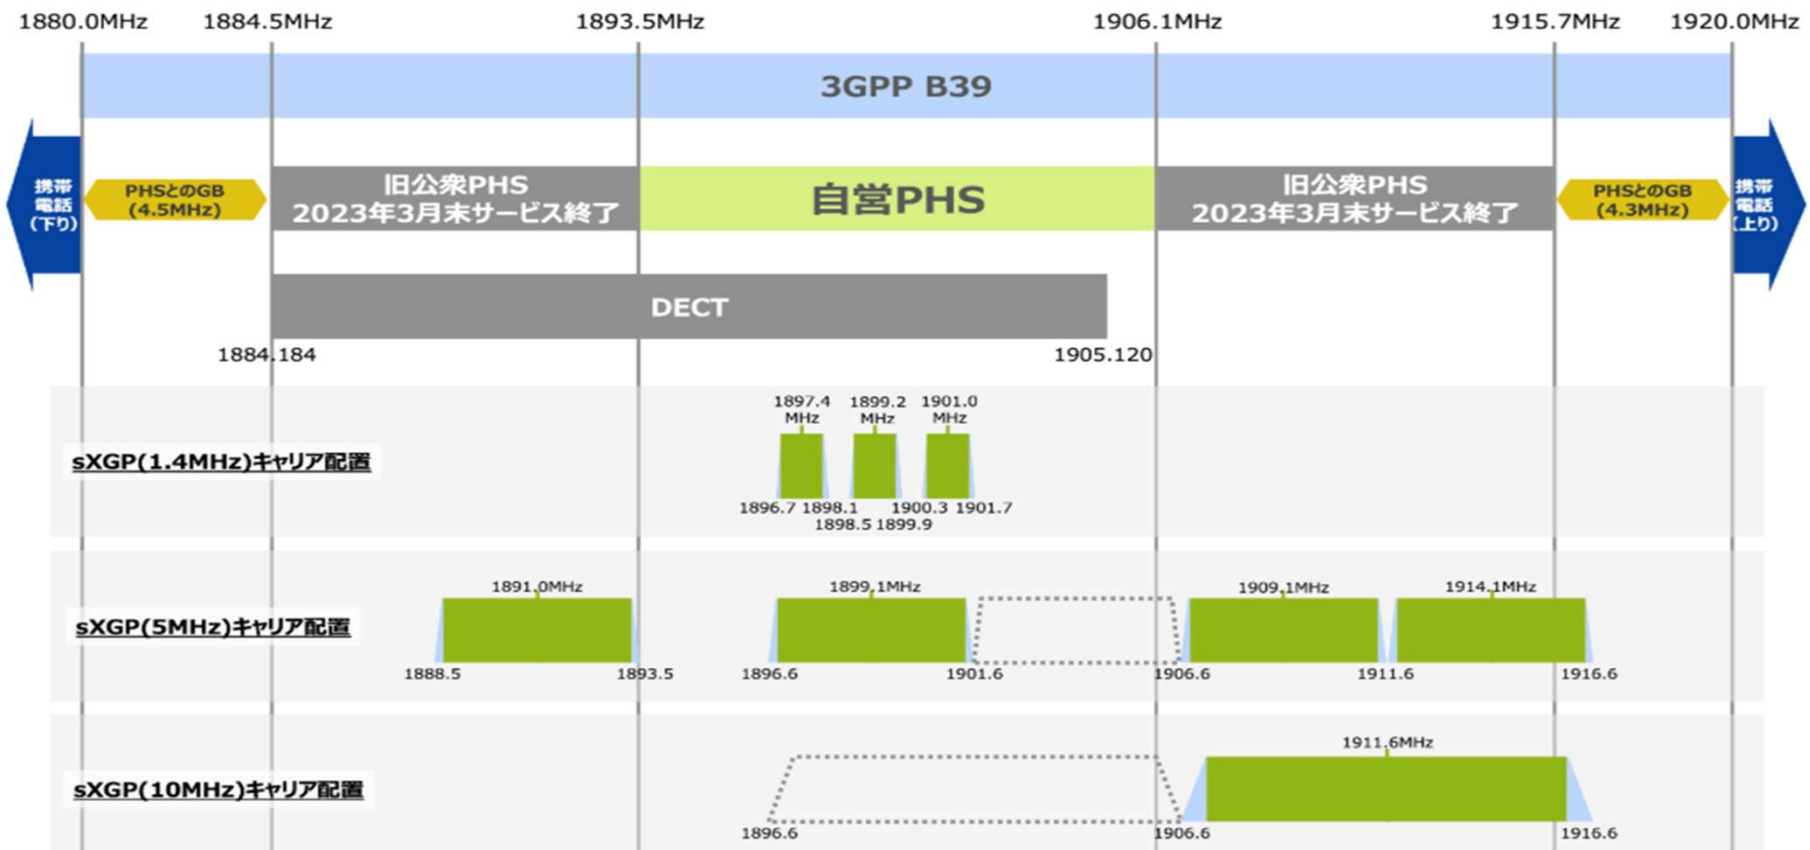 1880.0MHz 1884.5MHz 1893.5MHz 1906.1MHz 1915.7MHz 1920.0MHz
3GPP B39
携帯
電話
(下り)
PHSとのGB
(4.5MHz)
旧公衆PHS
2023年3月末サービス終了
自営PHS
旧公衆PHS
2023年3月末サービス終了
PHSとのGB
(4.3MHz)
携帯
電話
(上り)
DECT
1884.184 1905.120
sXGP(1.4MHz)キャリア配置
1897.4 1899.2 1901.0
MHz MHz MHz
1896.7 1898.1 1900.3 1901.7
1898.5 1899.9
sXGP(5MHz)キャリア配置
1891.0MHz 1899.1MHz 1909.1MHz 1914.1MHz
1888.5 1893.5 1896.6 1901.6 1906.6 1911.6 1916.6
sXGP(10MHz)キャリア配置
1911.6MHz
1896.6 1906.6 1916.6